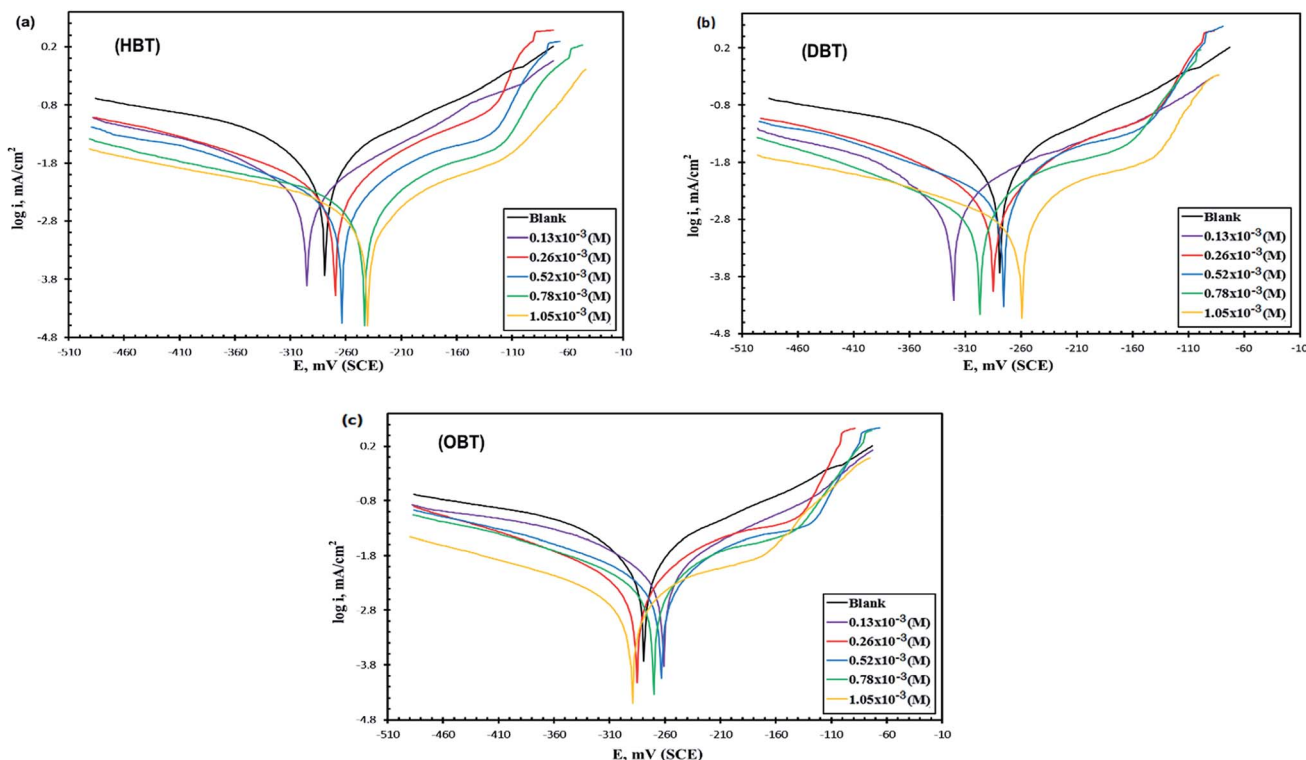 (a)
(HBT)
0.2
-0.8
-1.8
-2.8
-3.8
-4.8
log i, mA/cm²
-510 -460 -410 -360 -310 -260 -210 -160 -110 -60 -10
E, mV (SCE)
Blank
0.13x10⁻³(M)
0.26x10⁻³(M)
0.52x10⁻³(M)
0.78x10⁻³(M)
1.05x10⁻³(M)
(b)
(DBT)
0.2
-0.8
-1.8
-2.8
-3.8
-4.8
log i, mA/cm²
-510 -460 -410 -360 -310 -260 -210 -160 -110 -60 -10
E, mV (SCE)
Blank
0.13x10⁻³(M)
0.26x10⁻³(M)
0.52x10⁻³(M)
0.78x10⁻³(M)
1.05x10⁻³(M)
(c)
(OBT)
0.2
-0.8
-1.8
-2.8
-3.8
-4.8
log i, mA/cm²
-510 -460 -410 -360 -310 -260 -210 -160 -110 -60 -10
E, mV (SCE)
Blank
0.13x10⁻³(M)
0.26x10⁻³(M)
0.52x10⁻³(M)
0.78x10⁻³(M)
1.05x10⁻³(M)